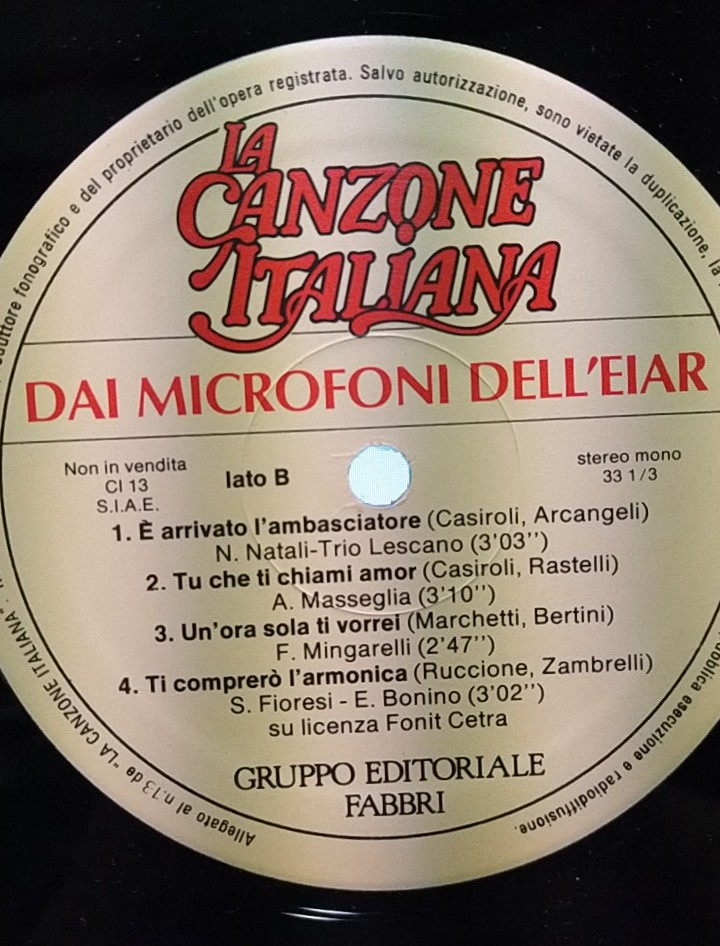 duttore fonografico e del proprietario dell'opera registrata. Salvo autorizzazione, sono vietate la duplicazione, la
LA
CANZONE
ITALIANA
DAI MICROFONI DELL'EIAR
Non in vendita
CI 13
S.I.A.E.
lato B
stereo mono
33 1/3
1. È arrivato l'ambasciatore (Casiroli, Arcangeli)
N. Natali-Trio Lescano (3'03'')
2. Tu che ti chiami amor (Casiroli, Rastelli)
A. Masseglia (3'10'')
3. Un'ora sola ti vorrei (Marchetti, Bertini)
F. Mingarelli (2'47'')
4. Ti comprerò l'armonica (Ruccione, Zambrelli)
S. Fioresi - E. Bonino (3'02'')
su licenza Fonit Cetra
GRUPPO EDITORIALE
FABBRI
Allegato al n.13 de "LA CANZONE ITALIANA".
pubblica esecuzione e radiodiffusione.